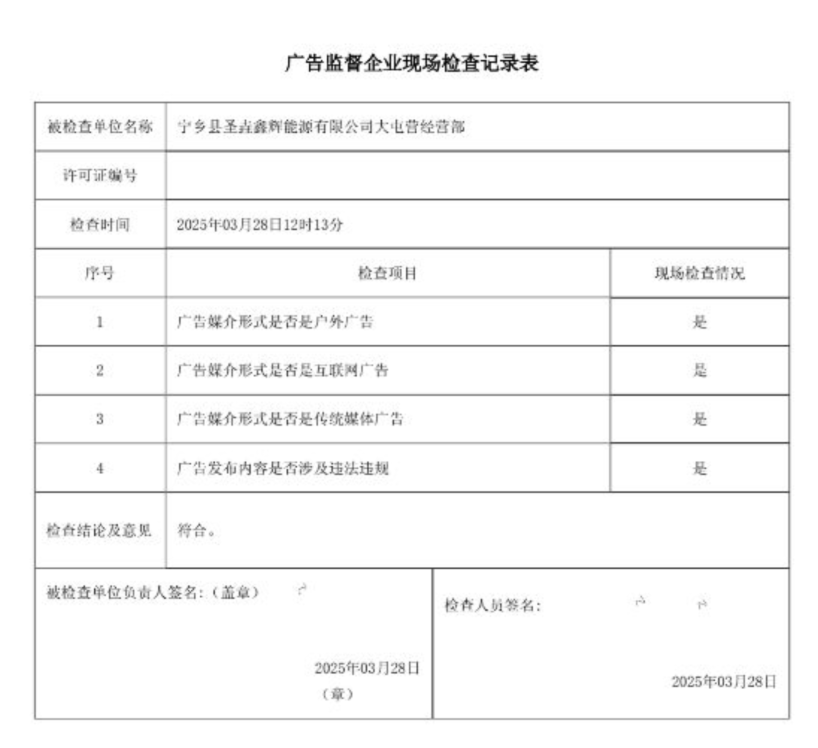 广告监督企业现场检查记录表
被检查单位名称 宁乡县圣垚鑫辉能源有限公司大屯营经营部
许可证编号
检查时间 2025年03月28日12时13分
序号 检查项目 现场检查情况
1 广告媒介形式是否是户外广告 是
2 广告媒介形式是否是互联网广告 是
3 广告媒介形式是否是传统媒体广告 是
4 广告发布内容是否涉及违法违规 是
检查结论及意见 符合。
被检查单位负责人签名:（盖章）
2025年03月28日
（章）
检查人员签名:
2025年03月28日